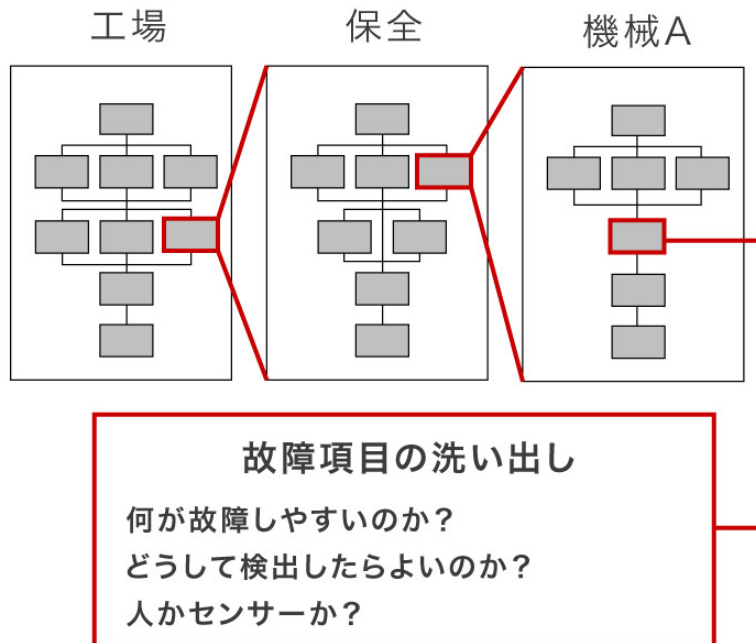 工場
保全
機械A
故障項目の洗い出し
何が故障しやすいのか？
どうして検出したらよいのか？
人かセンサーか？